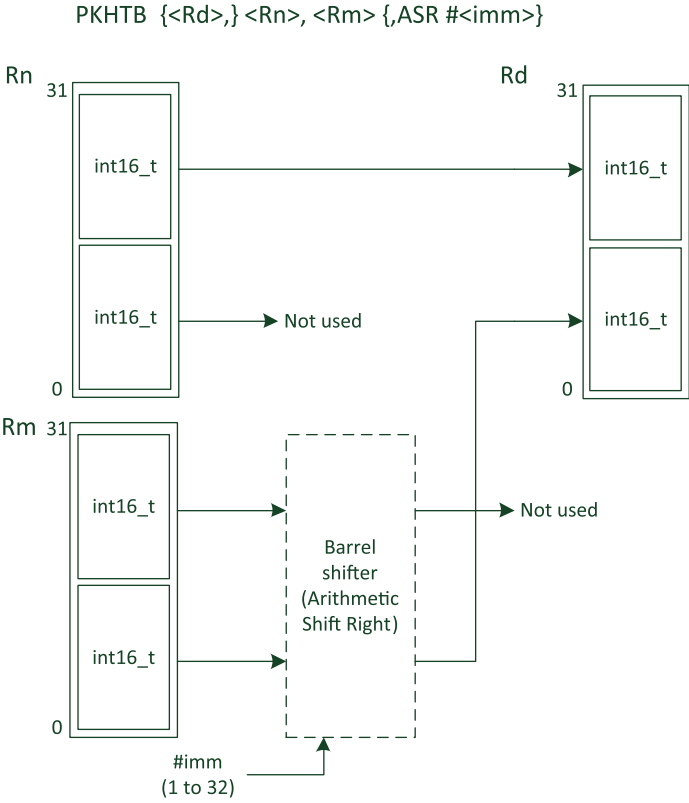 PKHTB {<Rd>,} <Rn>, <Rm> {,ASR #<imm>}
Rn
31
int16_t
int16_t
0
Not used
Rd
31
int16_t
int16_t
0
Rm
31
int16_t
int16_t
0
Barrel
shifter
(Arithmetic
Shift Right)
Not used
#imm
(1 to 32)